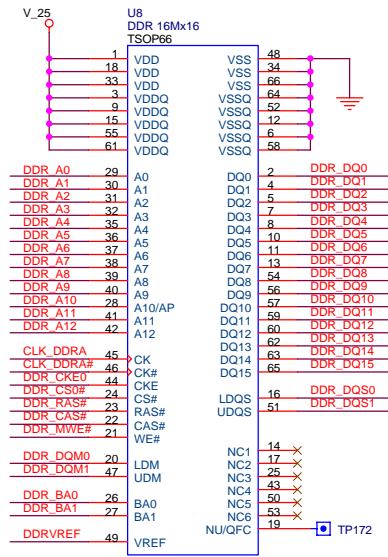 V_25
U8
DDR 16Mx16
TSOP66
1 VDD VSS 48
18 VDD VSS 34
33 VDD VSS 66
3 VDDQ VSSQ 64
9 VDDQ VSSQ 52
15 VDDQ VSSQ 12
55 VDDQ VSSQ 6
61 VDDQ VSSQ 58
DDR_A0 29 A0 DQ0 2 DDR_DQ0
DDR_A1 30 A1 DQ1 4 DDR_DQ1
DDR_A2 31 A2 DQ2 5 DDR_DQ2
DDR_A3 32 A3 DQ3 7 DDR_DQ3
DDR_A4 35 A4 DQ4 8 DDR_DQ4
DDR_A5 36 A5 DQ5 10 DDR_DQ5
DDR_A6 37 A6 DQ6 11 DDR_DQ6
DDR_A7 38 A7 DQ7 13 DDR_DQ7
DDR_A8 39 A8 DQ8 54 DDR_DQ8
DDR_A9 40 A9 DQ9 56 DDR_DQ9
DDR_A10 28 A10/AP DQ10 57 DDR_DQ10
DDR_A11 41 A11 DQ11 59 DDR_DQ11
DDR_A12 42 A12 DQ12 60 DDR_DQ12
DQ13 62 DDR_DQ13
CLK_DDRA 45 CK DQ14 63 DDR_DQ14
CLK_DDRA# 46 CK# DQ15 65 DDR_DQ15
DDR_CKE0 44 CKE
DDR_CS0# 24 CS# LDQS 16 DDR_DQS0
DDR_RAS# 23 RAS# UDQS 51 DDR_DQS1
DDR_CAS# 22 CAS#
DDR_MWE# 21 WE#
NC1 14
DDR_DQM0 20 LDM NC2 17
DDR_DQM1 47 UDM NC3 25
NC4 43
DDR_BA0 26 BA0 NC5 50
DDR_BA1 27 BA1 NC6 53
NU/QFC 19 TP172
DDRVREF 49 VREF